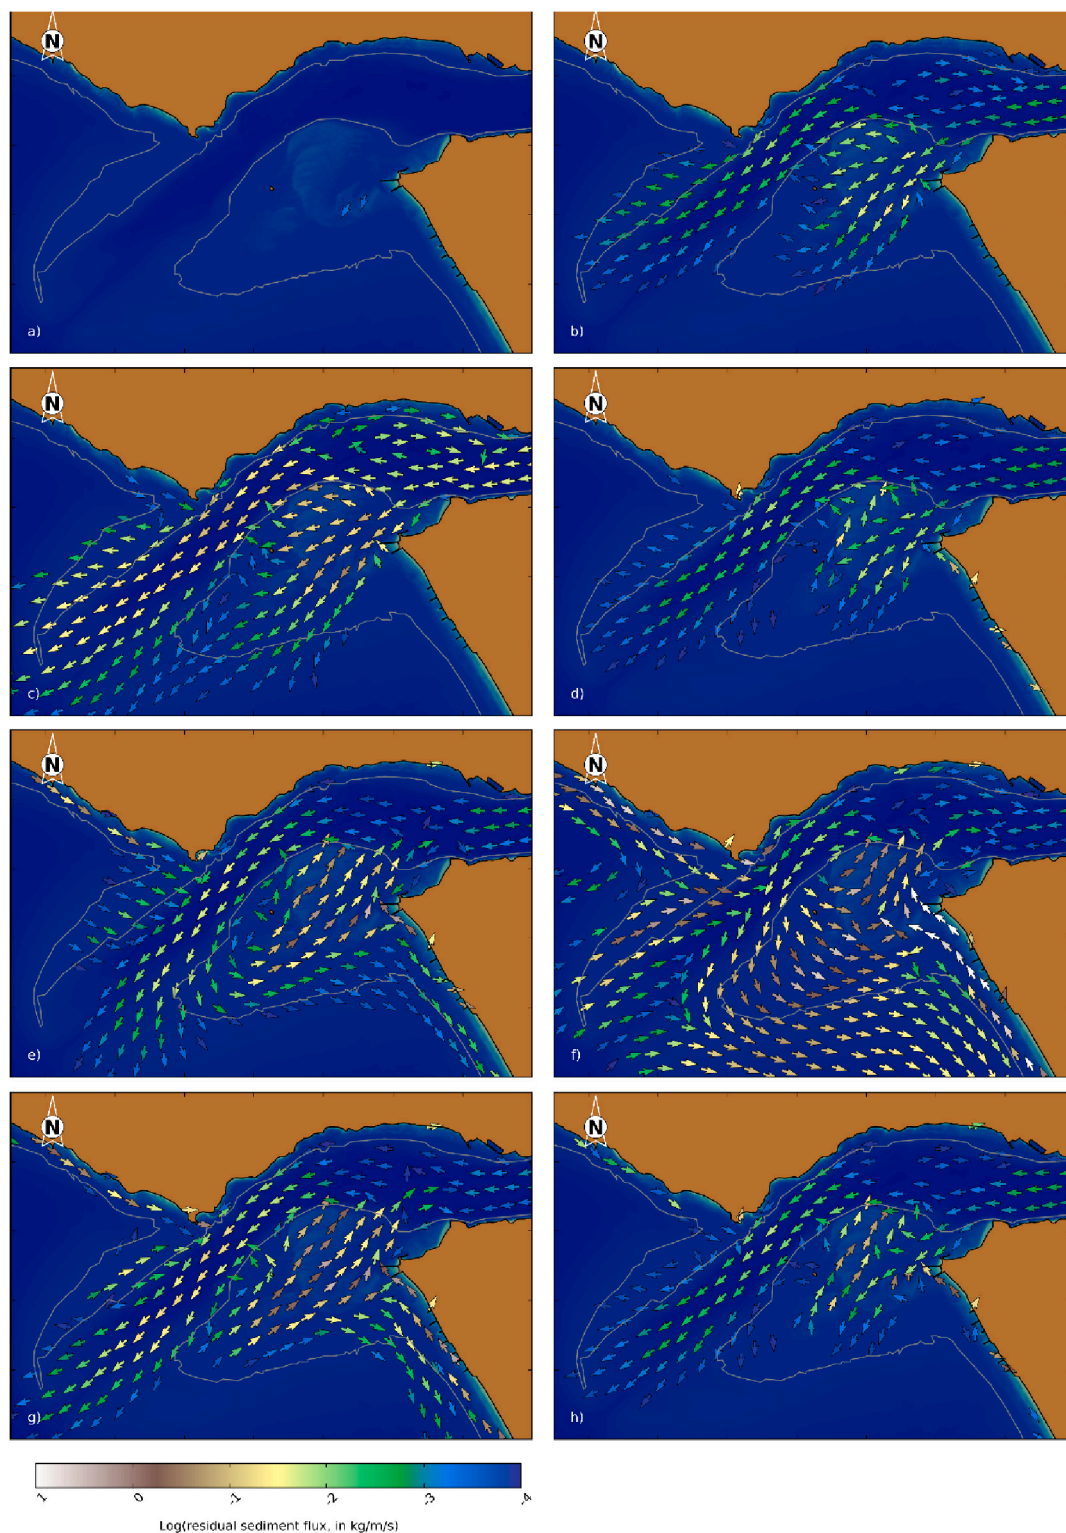 N
N
a)
b)
N
N
c)
d)
N
N
e)
f)
N
N
g)
h)
1 0 -1 -2 -3 -4
Log(residual sediment flux, in kg/m/s)